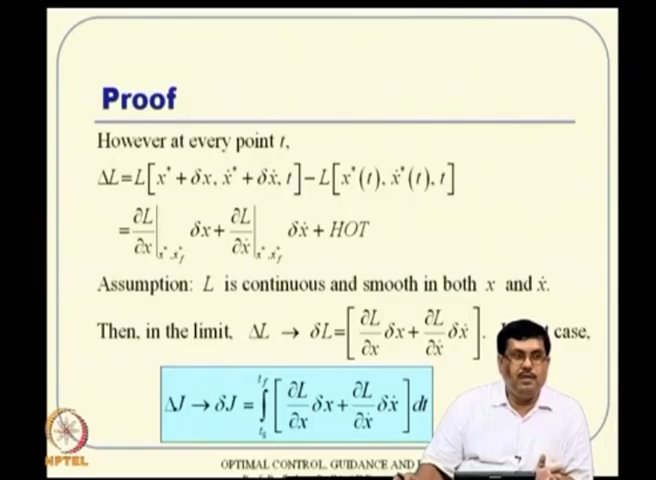 Proof
However at every point t,
ΔL=L[x* + δx, ẋ* + δẋ, t] − L[x*(t), ẋ*(t), t]
= ∂L/∂x|x*,ẋ*f δx + ∂L/∂ẋ|x*,ẋ*f δẋ + HOT
Assumption: L is continuous and smooth in both x and ẋ.
Then, in the limit, ΔL → δL=[∂L/∂x δx + ∂L/∂ẋ δẋ]. case,
ΔJ → δJ = ∫t0^tf [∂L/∂x δx + ∂L/∂ẋ δẋ] dt
NPTEL
OPTIMAL CONTROL, GUIDANCE AND